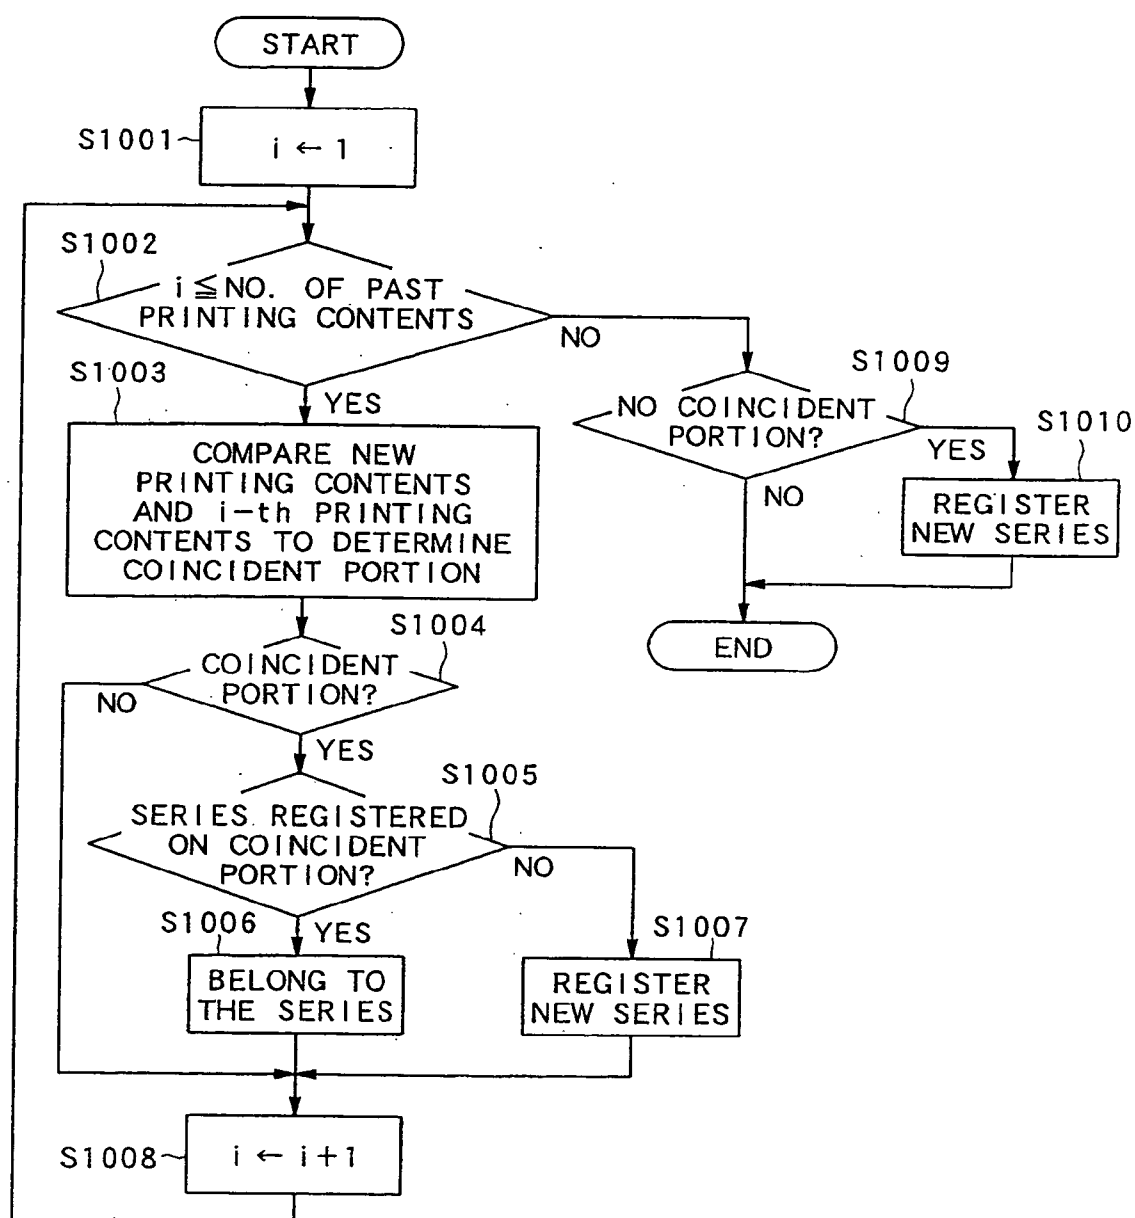 START
S1001
i ← 1
S1002
i ≦ NO. OF PAST
PRINTING CONTENTS
NO
YES
S1003
COMPARE NEW
PRINTING CONTENTS
AND i-th PRINTING
CONTENTS TO DETERMINE
COINCIDENT PORTION
S1009
NO COINCIDENT
PORTION?
YES
NO
S1010
REGISTER
NEW SERIES
END
S1004
COINCIDENT
PORTION?
NO
YES
S1005
SERIES REGISTERED
ON COINCIDENT
PORTION?
NO
YES
S1006
BELONG TO
THE SERIES
S1007
REGISTER
NEW SERIES
S1008
i ← i+1